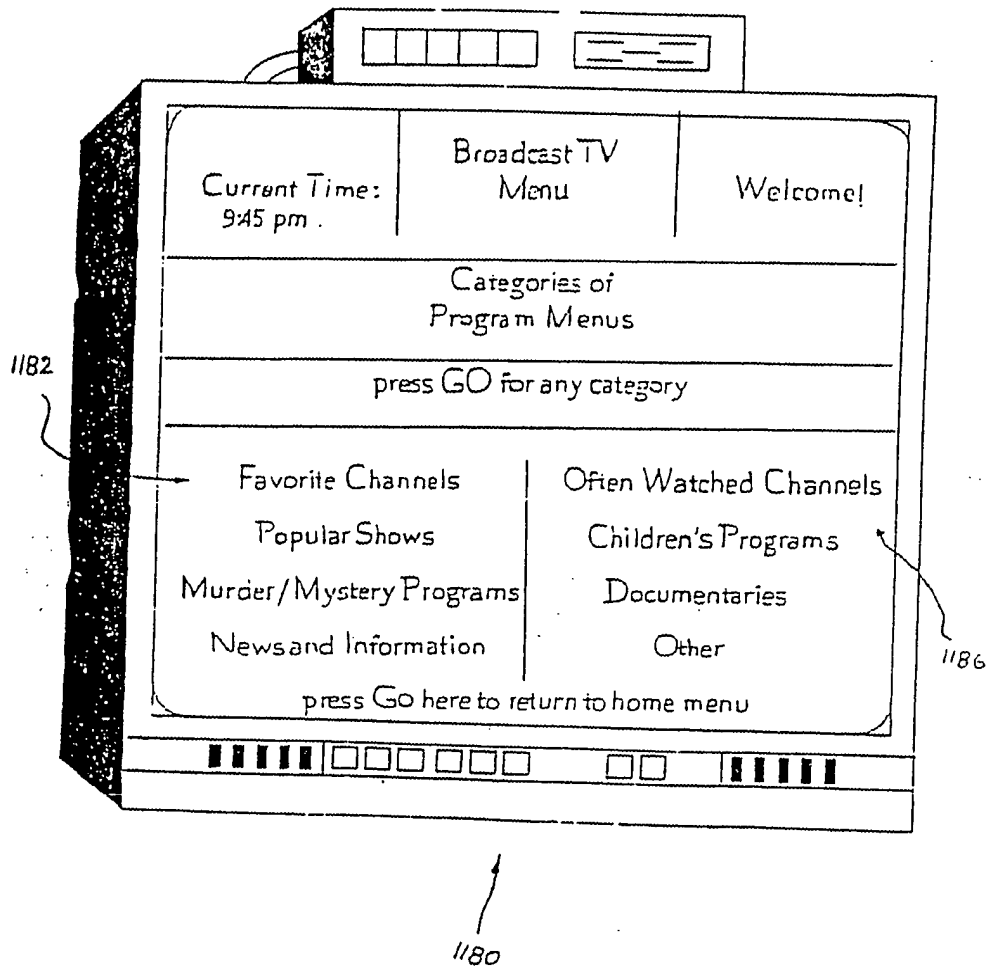 Broadcast TV
Menu
Current Time:
9:45 pm .
Welcome!
Categories of
Program Menus
press GO for any category
1182
Favorite Channels
Often Watched Channels
Popular Shows
Children's Programs
Murder/Mystery Programs
Documentaries
News and Information
Other
1186
press Go here to return to home menu
1180